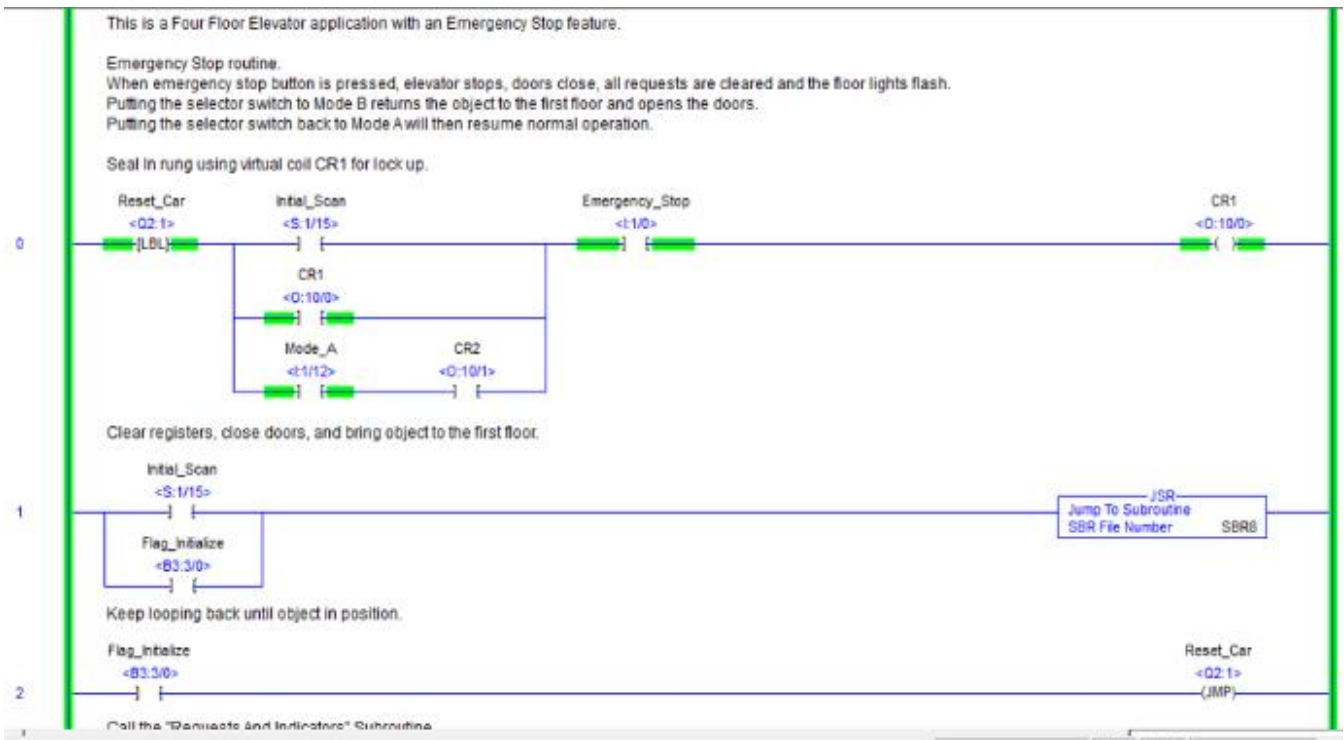 This is a Four Floor Elevator application with an Emergency Stop feature.
Emergency Stop routine.
When emergency stop button is pressed, elevator stops, doors close, all requests are cleared and the floor lights flash.
Putting the selector switch to Mode B returns the object to the first floor and opens the doors.
Putting the selector switch back to Mode A will then resume normal operation.
Seal In rung using virtual coil CR1 for lock up.
Reset_Car Initial_Scan Emergency_Stop CR1
<Q2:1> <S:1/15> <I:1/0> <O:10/0>
0 [LBL]
CR1
<O:10/0>
Mode_A CR2
<I:1/12> <O:10/1>
Clear registers, close doors, and bring object to the first floor.
Initial_Scan
<S:1/15>
JSR
1 Jump To Subroutine
SBR File Number
Flag_Initialize
<B3:3/0>
Keep looping back until object in position.
Flag_Initialize Reset_Car
<B3:3/0> <Q2:1>
2 (JMP)
Call the "Requests And Indicators" Subroutine